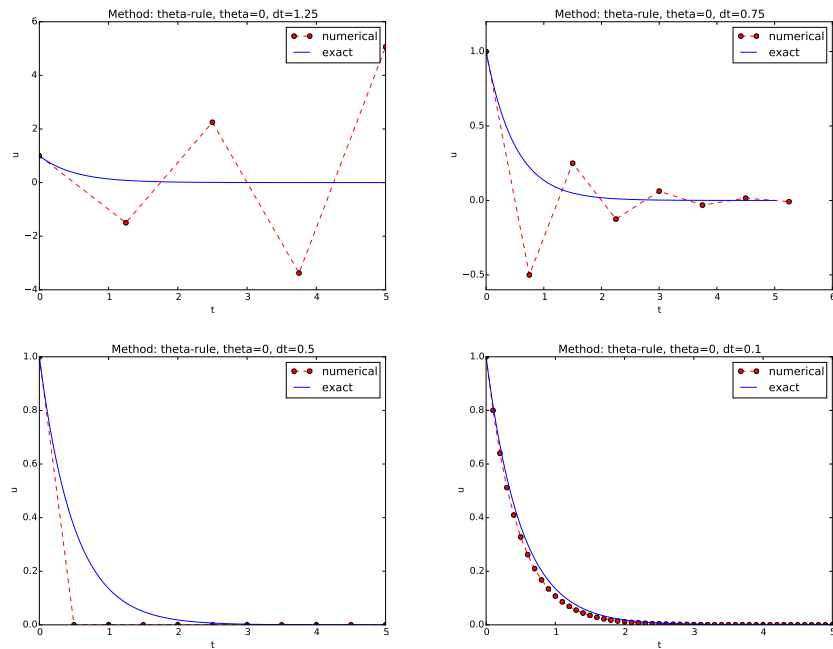 Method: theta-rule, theta=0, dt=1.25
numerical
exact
6
4
2
0
−2
−4
u
0 1 2 3 4 5
t
Method: theta-rule, theta=0, dt=0.75
numerical
exact
1.0
0.5
0.0
−0.5
u
0 1 2 3 4 5 6
t
Method: theta-rule, theta=0, dt=0.5
numerical
exact
1.0
0.8
0.6
0.4
0.2
0.0
u
0 1 2 3 4 5
t
Method: theta-rule, theta=0, dt=0.1
numerical
exact
1.0
0.8
0.6
0.4
0.2
0.0
u
0 1 2 3 4 5
t